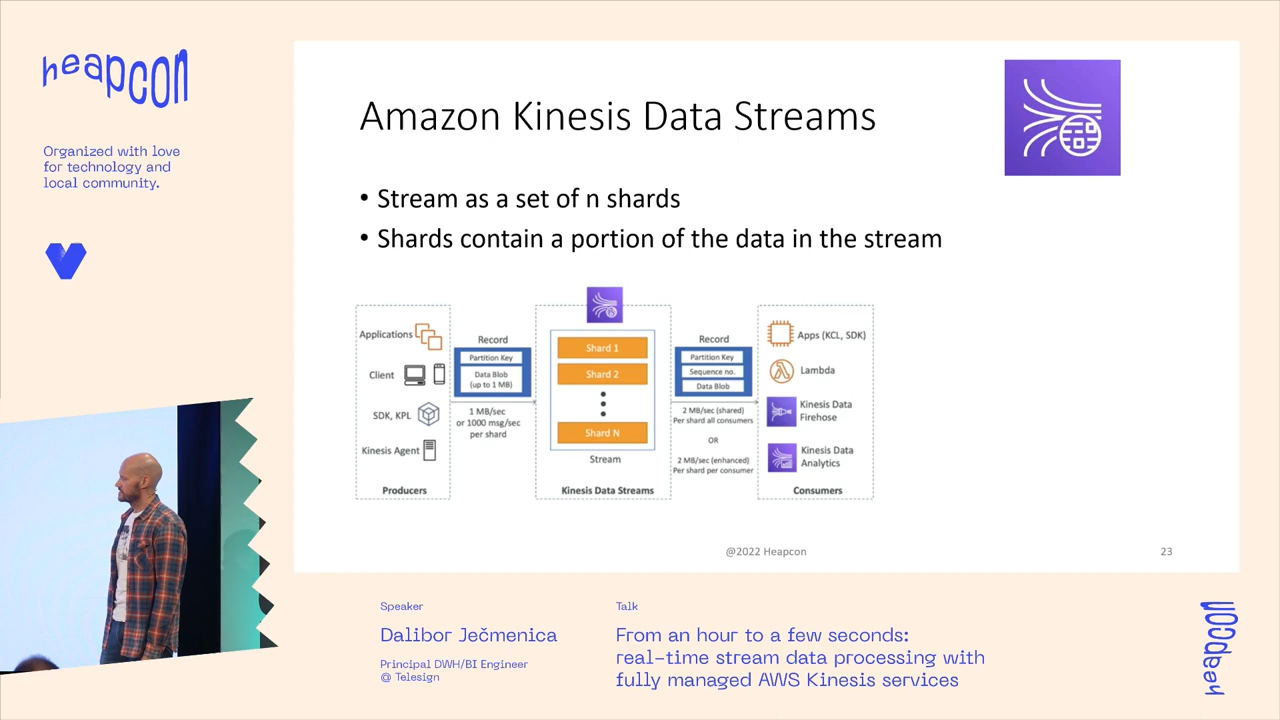 heapcon
Organized with love
for technology and
local community.
Amazon Kinesis Data Streams
• Stream as a set of n shards
• Shards contain a portion of the data in the stream
Applications
Client
SDK, KPL
Kinesis Agent
Producers
Record
Partition Key
Data Blob
(up to 1 MB)
1 MB/sec
or 1000 msg/sec
per shard
Shard 1
Shard 2
Shard N
Stream
Kinesis Data Streams
Record
Partition Key
Sequence no.
Data Blob
2 MB/sec (shared)
Per shard all consumers
OR
2 MB/sec (enhanced)
Per shard per consumer
Apps (KCL, SDK)
Lambda
Kinesis Data
Firehose
Kinesis Data
Analytics
Consumers
@2022 Heapcon
23
Speaker
Dalibor Ječmenica
Principal DWH/BI Engineer
@ Telesign
Talk
From an hour to a few seconds:
real-time stream data processing with
fully managed AWS Kinesis services
heapcon